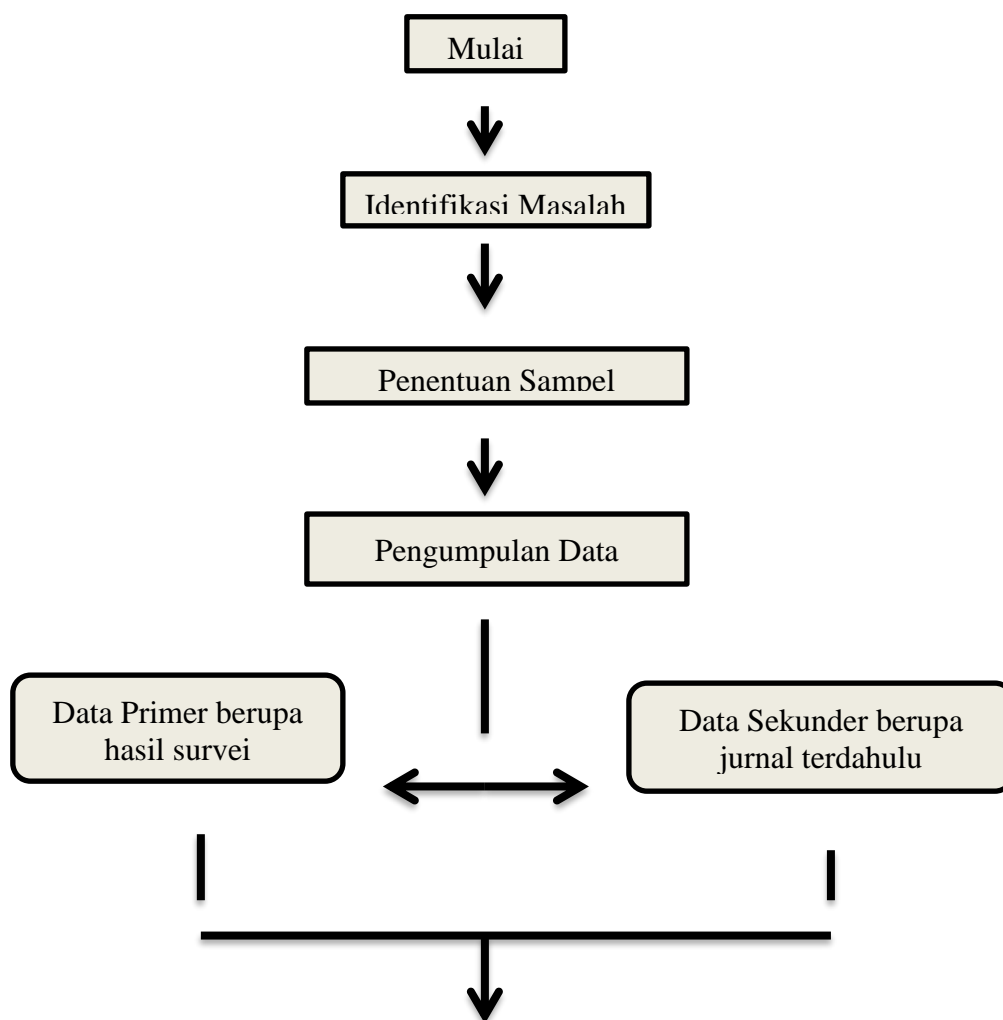 Mulai
Identifikasi Masalah
Penentuan Sampel
Pengumpulan Data
Data Primer berupa
hasil survei
Data Sekunder berupa
jurnal terdahulu